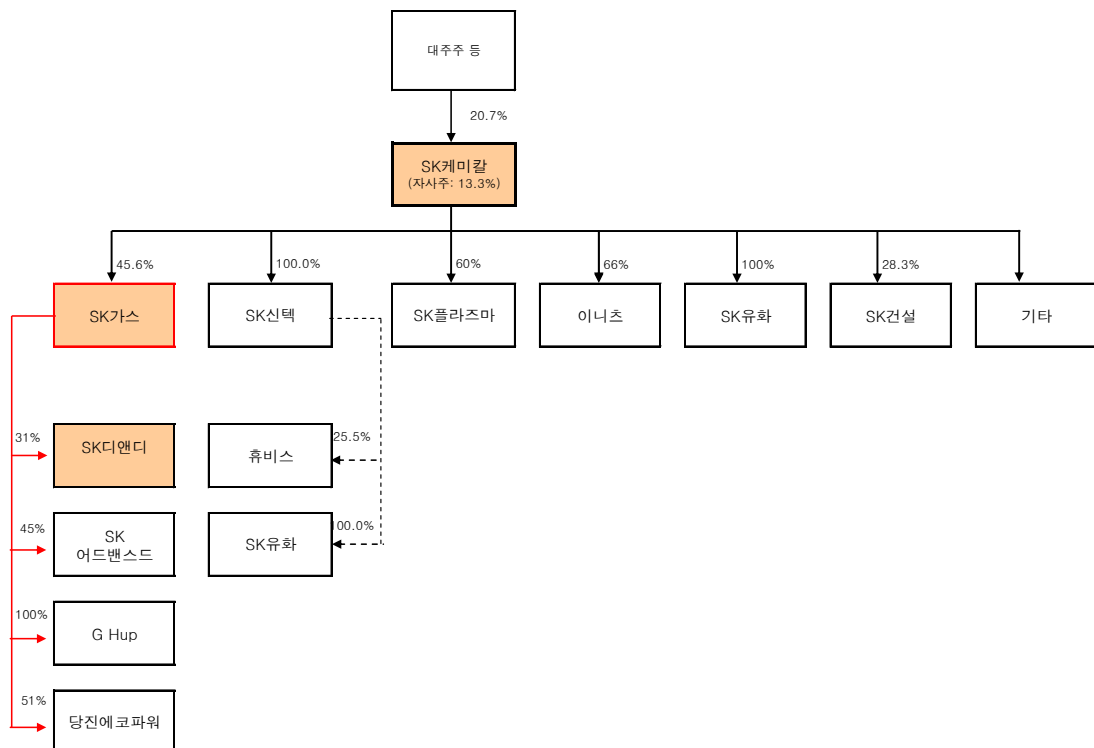 대주주 등
20.7%
SK케미칼
(자사주: 13.3%)
45.6%
100.0%
60%
66%
100%
28.3%
SK가스
SK신텍
SK플라즈마
이니츠
SK유화
SK건설
기타
31%
SK디앤디
휴비스
25.5%
45%
SK
어드밴스드
SK유화
100.0%
100%
G Hup
51%
당진에코파워